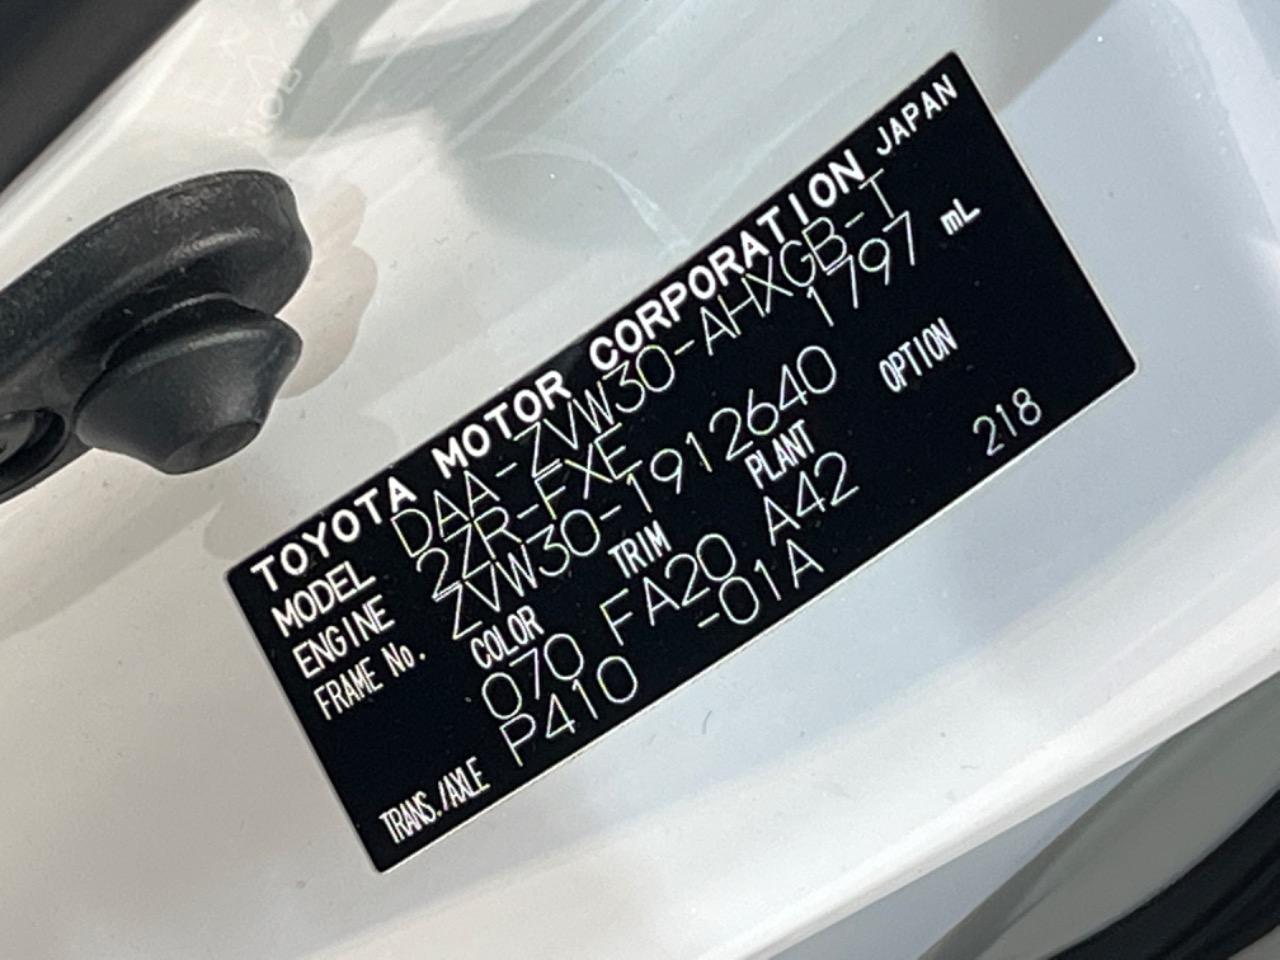 TOYOTA MOTOR CORPORATION JAPAN
MODEL DAA-ZVW30-AHXGB-T
ENGINE 2ZR-FXE 1797 mL
FRAME No. ZVW30-1912640
COLOR TRIM PLANT OPTION
070 FA20 A42 218
TRANS./AXLE P410 -01A